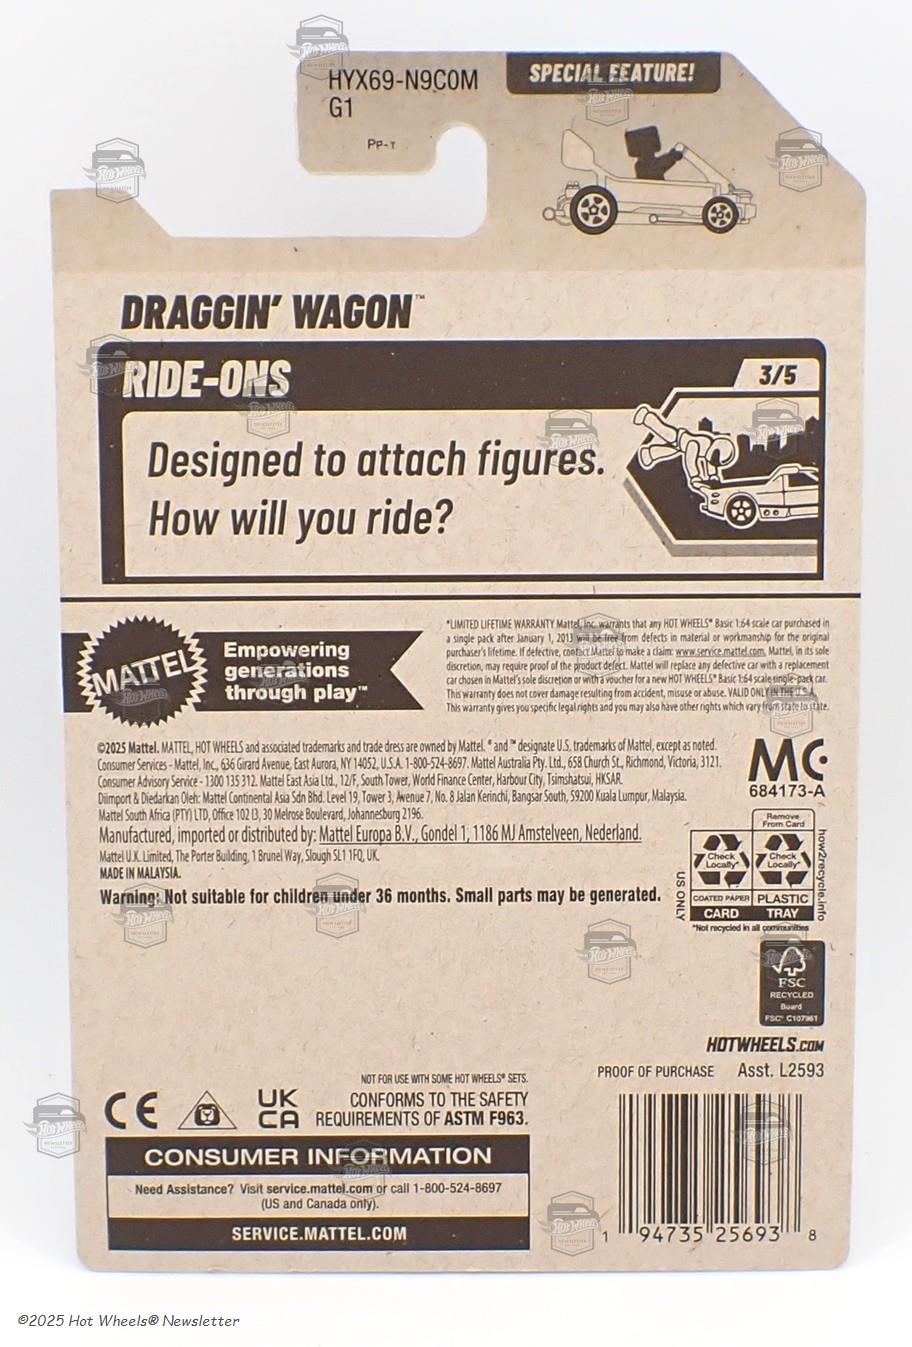 HYX69-N9C0M
G1
PP-T
SPECIAL FEATURE!
DRAGGIN' WAGON™
RIDE-ONS
3/5
Designed to attach figures.
How will you ride?
MATTEL
Empowering
generations
through play™
*LIMITED LIFETIME WARRANTY Mattel, Inc. warrants that any HOT WHEELS® Basic 1:64 scale car purchased in
a single pack after January 1, 2013 will be free from defects in material or workmanship for the original
purchaser's lifetime. If defective, contact Mattel to make a claim: www.service.mattel.com. Mattel, in its sole
discretion, may require proof of the product defect. Mattel will replace any defective car with a replacement
car chosen in Mattel's sole discretion or with a voucher for a new HOT WHEELS® Basic 1:64 scale single-pack car.
This warranty does not cover damage resulting from accident, misuse or abuse. VALID ONLY IN THE U.S.A.
This warranty gives you specific legal rights and you may also have other rights which vary from state to state.
©2025 Mattel. MATTEL, HOT WHEELS and associated trademarks and trade dress are owned by Mattel. ® and ™ designate U.S. trademarks of Mattel, except as noted.
Consumer Services - Mattel, Inc., 636 Girard Avenue, East Aurora, NY 14052, U.S.A. 1-800-524-8697. Mattel Australia Pty. Ltd., 658 Church St., Richmond, Victoria, 3121.
Consumer Advisory Service - 1300 135 312. Mattel East Asia Ltd., 12/F, South Tower, World Finance Center, Harbour City, Tsimshatsui, HKSAR.
Diimport & Diedarkan Oleh: Mattel Continental Asia Sdn Bhd. Level 19, Tower 3, Avenue 7, No. 8 Jalan Kerinchi, Bangsar South, 59200 Kuala Lumpur, Malaysia.
Mattel South Africa (PTY) LTD, Office 102 I3, 30 Melrose Boulevard, Johannesburg 2196.
Manufactured, imported or distributed by: Mattel Europa B.V., Gondel 1, 1186 MJ Amstelveen, Nederland.
Mattel U.K. Limited, The Porter Building, 1 Brunel Way, Slough SL1 1FQ, UK.
MADE IN MALAYSIA.
Warning: Not suitable for children under 36 months. Small parts may be generated.
MC
684173-A
Remove
From Card
Check
Locally*
Check
Locally*
COATED PAPER
PLASTIC
CARD
TRAY
US ONLY
how2recycle.info
*Not recycled in all communities
FSC
RECYCLED
Board
FSC® C107961
HOTWHEELS.COM
PROOF OF PURCHASE Asst. L2593
NOT FOR USE WITH SOME HOT WHEELS® SETS.
CE
UK
CA
CONFORMS TO THE SAFETY
REQUIREMENTS OF ASTM F963.
CONSUMER INFORMATION
Need Assistance? Visit service.mattel.com or call 1-800-524-8697
(US and Canada only).
SERVICE.MATTEL.COM
1 94735 25693 8
©2025 Hot Wheels® Newsletter